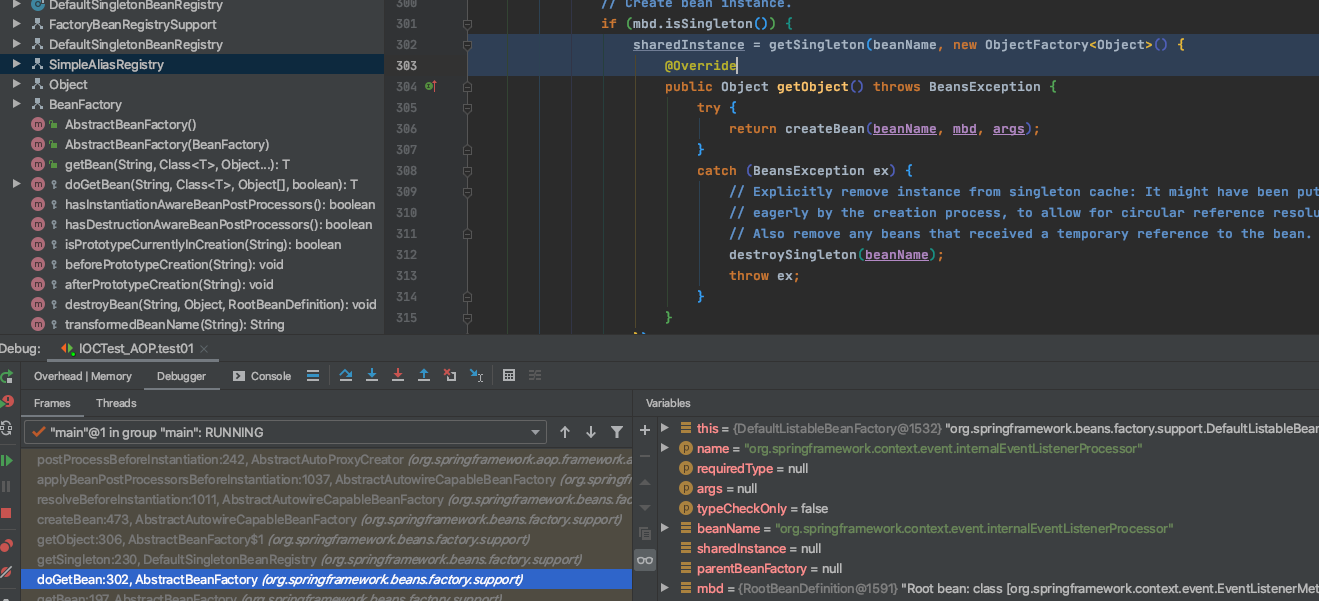 DefaultSingletonBeanRegistry
FactoryBeanRegistrySupport
DefaultSingletonBeanRegistry
SimpleAliasRegistry
Object
BeanFactory
AbstractBeanFactory()
AbstractBeanFactory(BeanFactory)
getBean(String, Class<T>, Object...): T
doGetBean(String, Class<T>, Object[], boolean): T
hasInstantiationAwareBeanPostProcessors(): boolean
hasDestructionAwareBeanPostProcessors(): boolean
isPrototypeCurrentlyInCreation(String): boolean
beforePrototypeCreation(String): void
afterPrototypeCreation(String): void
destroyBean(String, Object, RootBeanDefinition): void
transformedBeanName(String): String
300 // Create bean instance.
301 if (mbd.isSingleton()) {
302 sharedInstance = getSingleton(beanName, new ObjectFactory<Object>() {
303 @Override
304 public Object getObject() throws BeansException {
305 try {
306 return createBean(beanName, mbd, args);
307 }
308 catch (BeansException ex) {
309 // Explicitly remove instance from singleton cache: It might have been put
310 // eagerly by the creation process, to allow for circular reference resolu
311 // Also remove any beans that received a temporary reference to the bean.
312 destroySingleton(beanName);
313 throw ex;
314 }
315 }
Debug: IOCTest_AOP.test01
Overhead | Memory Debugger Console
Frames Threads
"main"@1 in group "main": RUNNING
postProcessBeforeInstantiation:242, AbstractAutoProxyCreator (org.springframework.aop.framework.a
applyBeanPostProcessorsBeforeInstantiation:1037, AbstractAutowireCapableBeanFactory (org.springf
resolveBeforeInstantiation:1011, AbstractAutowireCapableBeanFactory (org.springframework.beans.fac
createBean:473, AbstractAutowireCapableBeanFactory (org.springframework.beans.factory.support)
getObject:306, AbstractBeanFactory$1 (org.springframework.beans.factory.support)
getSingleton:230, DefaultSingletonBeanRegistry (org.springframework.beans.factory.support)
doGetBean:302, AbstractBeanFactory (org.springframework.beans.factory.support)
getBean:197, AbstractBeanFactory (org.springframework.beans.factory.support)
Variables
this = {DefaultListableBeanFactory@1532} "org.springframework.beans.factory.support.DefaultListableBean
name = "org.springframework.context.event.internalEventListenerProcessor"
requiredType = null
args = null
typeCheckOnly = false
beanName = "org.springframework.context.event.internalEventListenerProcessor"
sharedInstance = null
parentBeanFactory = null
mbd = {RootBeanDefinition@1591} "Root bean: class [org.springframework.context.event.EventListenerMet